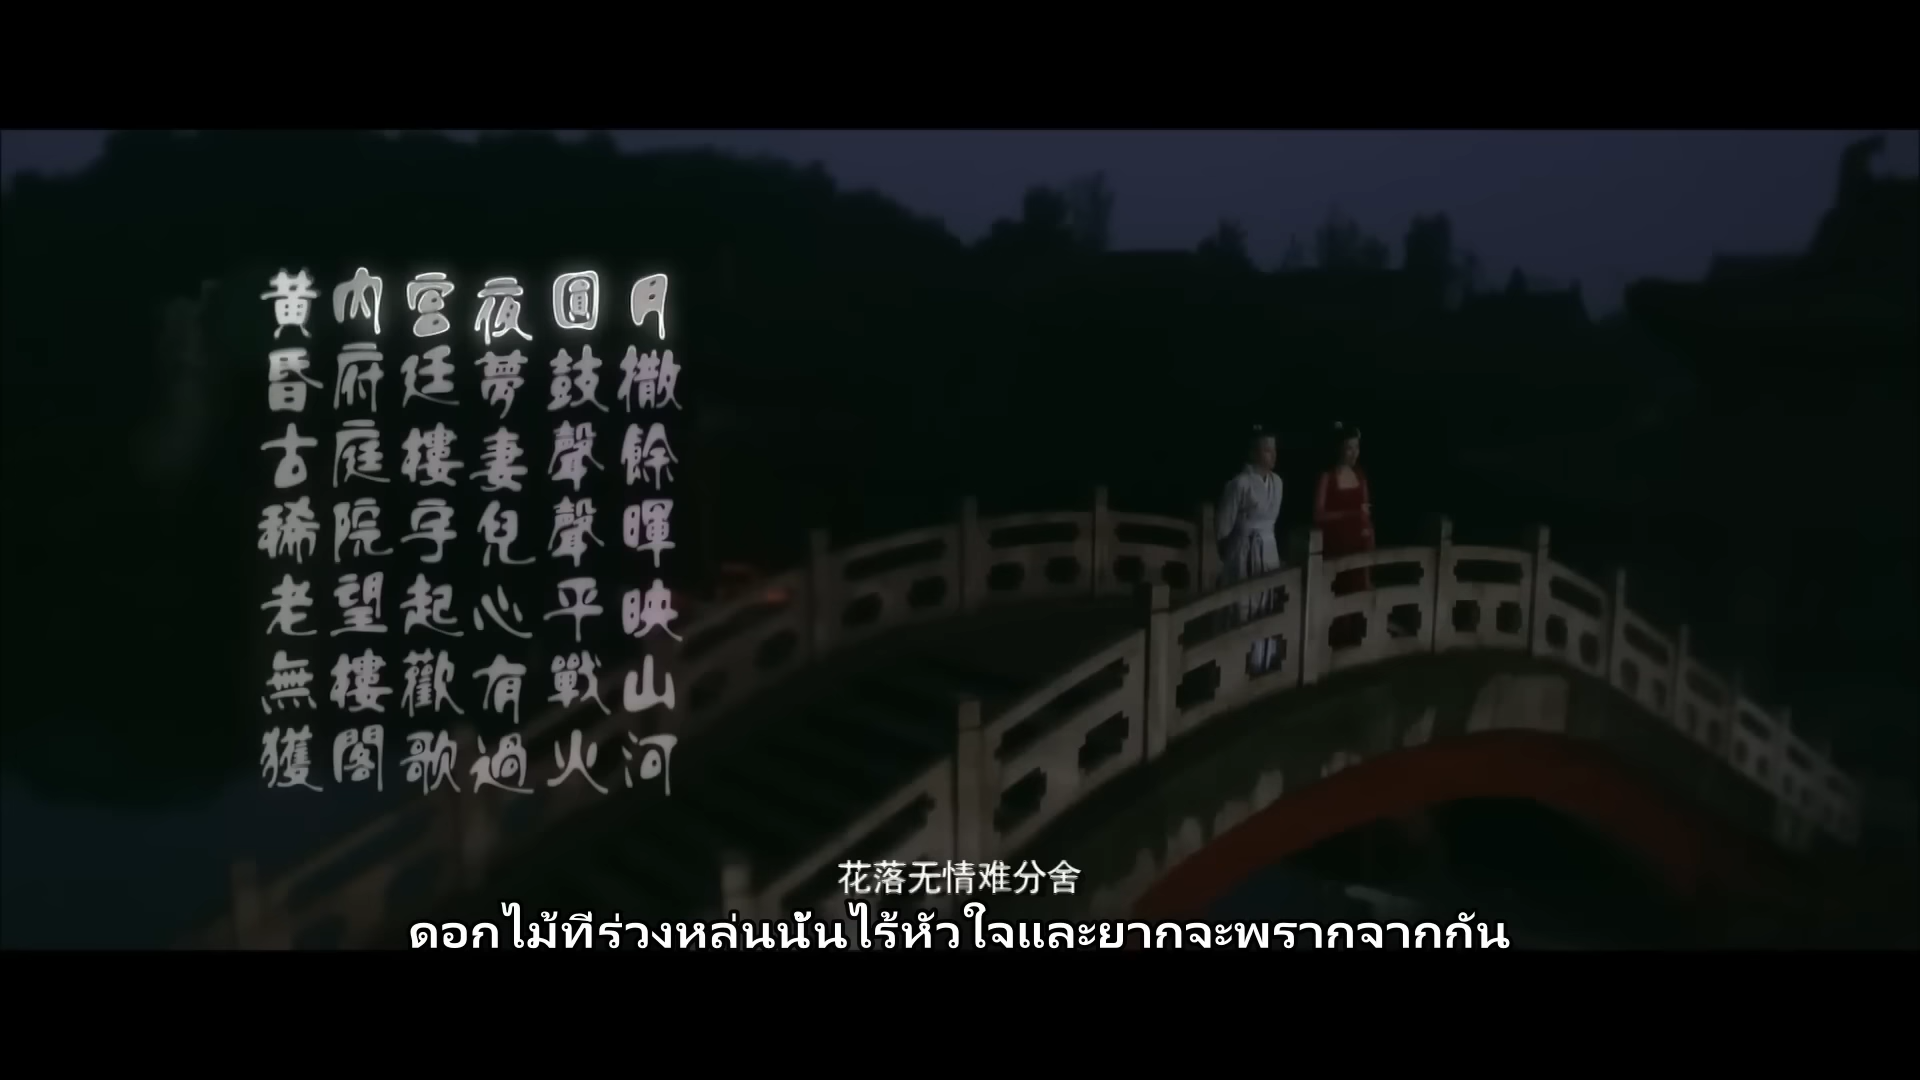 月撒餘暉映山河
圓鼓聲聲平戰火
夜夢妻兒心有過
宮廷樓宇起歡歌
內府庭院望樓閣
黃昏古稀老無獲
花落无情难分舍
ดอกไม้ที่ร่วงหล่นนั้นไร้หัวใจและยากจะพรากจากกัน